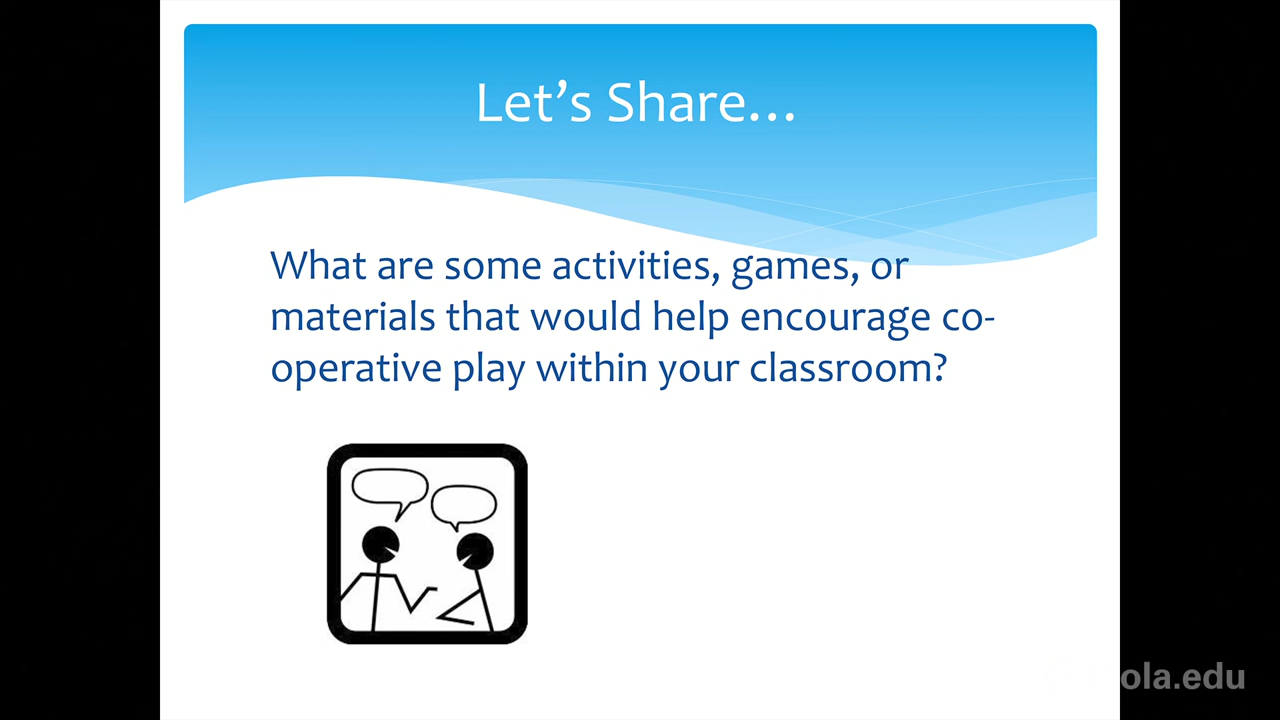 Let’s Share…
What are some activities, games, or
materials that would help encourage co-
operative play within your classroom?
ola.edu